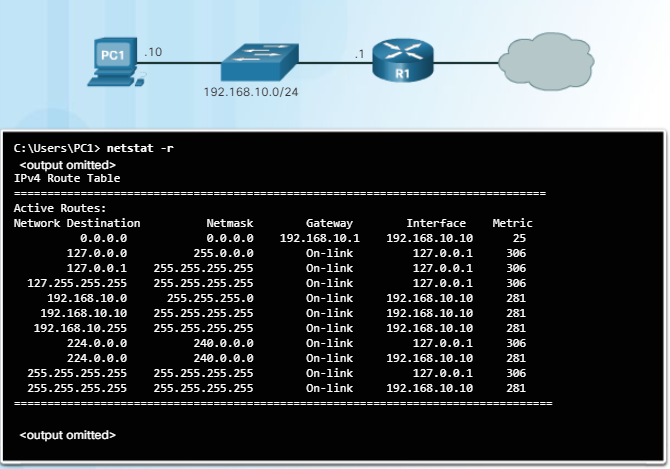 PC1 .10 .1 R1
192.168.10.0/24
C:\Users\PC1> netstat -r
<output omitted>
IPv4 Route Table
================================================================================
Active Routes:
Network Destination Netmask Gateway Interface Metric
0.0.0.0 0.0.0.0 192.168.10.1 192.168.10.10 25
127.0.0.0 255.0.0.0 On-link 127.0.0.1 306
127.0.0.1 255.255.255.255 On-link 127.0.0.1 306
127.255.255.255 255.255.255.255 On-link 127.0.0.1 306
192.168.10.0 255.255.255.0 On-link 192.168.10.10 281
192.168.10.10 255.255.255.255 On-link 192.168.10.10 281
192.168.10.255 255.255.255.255 On-link 192.168.10.10 281
224.0.0.0 240.0.0.0 On-link 127.0.0.1 306
224.0.0.0 240.0.0.0 On-link 192.168.10.10 281
255.255.255.255 255.255.255.255 On-link 127.0.0.1 306
255.255.255.255 255.255.255.255 On-link 192.168.10.10 281
=================================================================================
<output omitted>